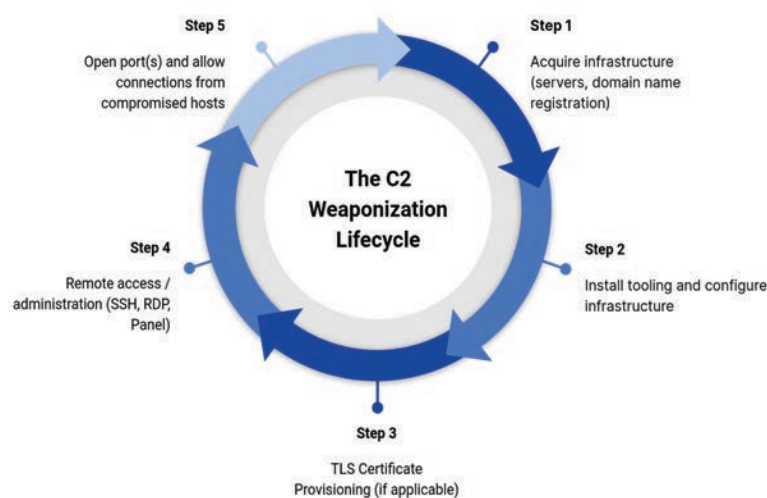 The C2
Weaponization
Lifecycle
Step 1
Acquire infrastructure
(servers, domain name
registration)
Step 2
Install tooling and configure
infrastructure
Step 3
TLS Certificate
Provisioning (if applicable)
Step 4
Remote access /
administration (SSH, RDP,
Panel)
Step 5
Open port(s) and allow
connections from
compromised hosts